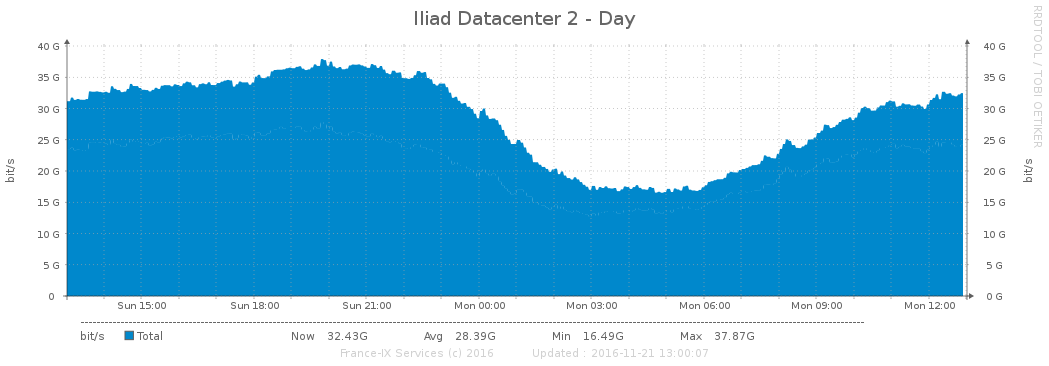 Iliad Datacenter 2 - Day
RRDTOOL / TOBI OETIKER
bit/s
40 G 40 G
35 G 35 G
30 G 30 G
25 G 25 G
20 G 20 G
15 G 15 G
10 G 10 G
5 G 5 G
0 0 G
bit/s
Sun 15:00 Sun 18:00 Sun 21:00 Mon 00:00 Mon 03:00 Mon 06:00 Mon 09:00 Mon 12:00
bit/s Total Now 32.43G Avg 28.39G Min 16.49G Max 37.87G
France-IX Services (c) 2016 Updated : 2016-11-21 13:00:07